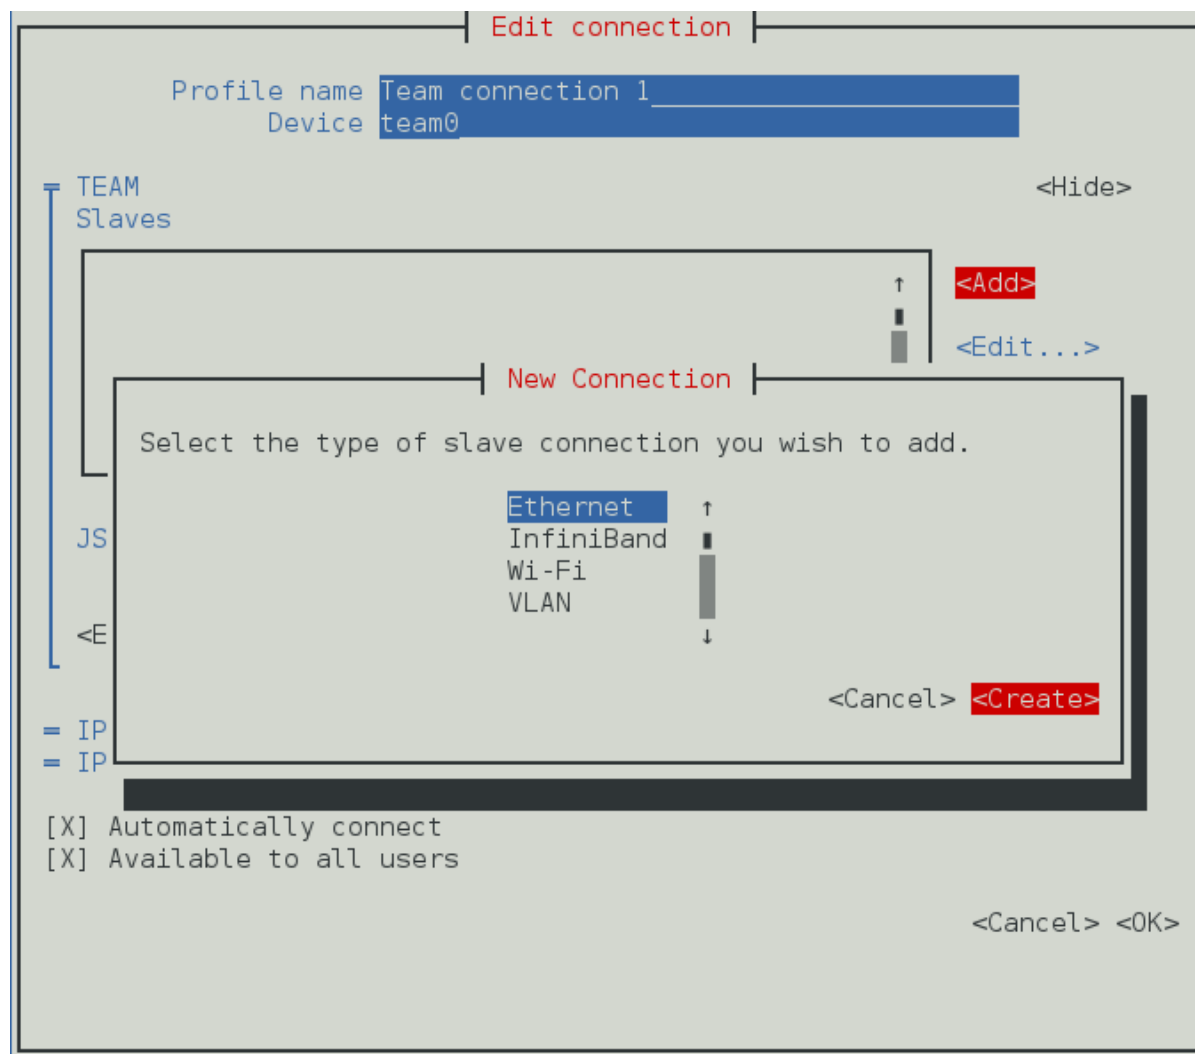 Edit connection
Profile name Team connection 1
Device team0
TEAM <Hide>
Slaves
<Add>
<Edit...>
New Connection
Select the type of slave connection you wish to add.
Ethernet
InfiniBand
Wi-Fi
VLAN
JS
<E
<Cancel> <Create>
= IP
= IP
[X] Automatically connect
[X] Available to all users
<Cancel> <OK>